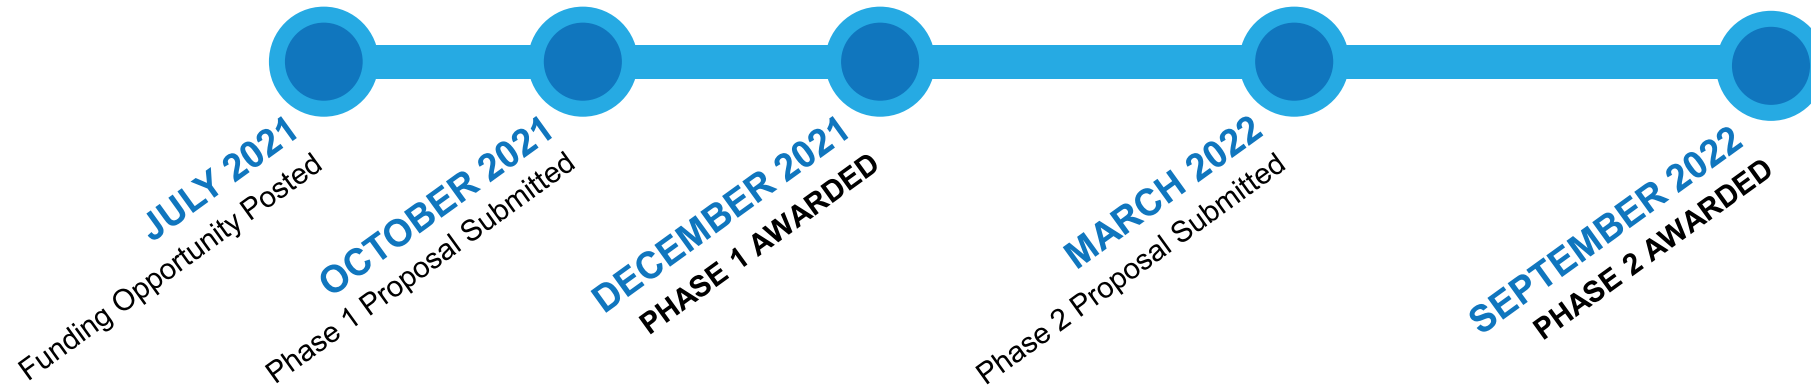 JULY 2021
Funding Opportunity Posted
OCTOBER 2021
Phase 1 Proposal Submitted
DECEMBER 2021
PHASE 1 AWARDED
MARCH 2022
Phase 2 Proposal Submitted
SEPTEMBER 2022
PHASE 2 AWARDED